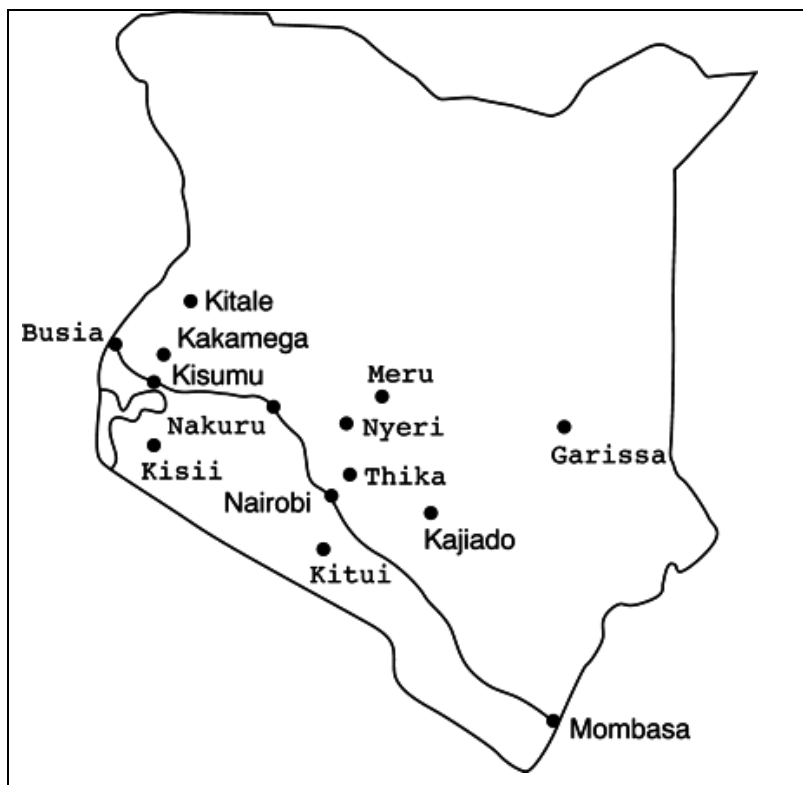 Kitale
Busia
Kakamega
Kisumu
Meru
Nakuru
Nyeri
Kisii
Garissa
Thika
Nairobi
Kajiado
Kitui
Mombasa